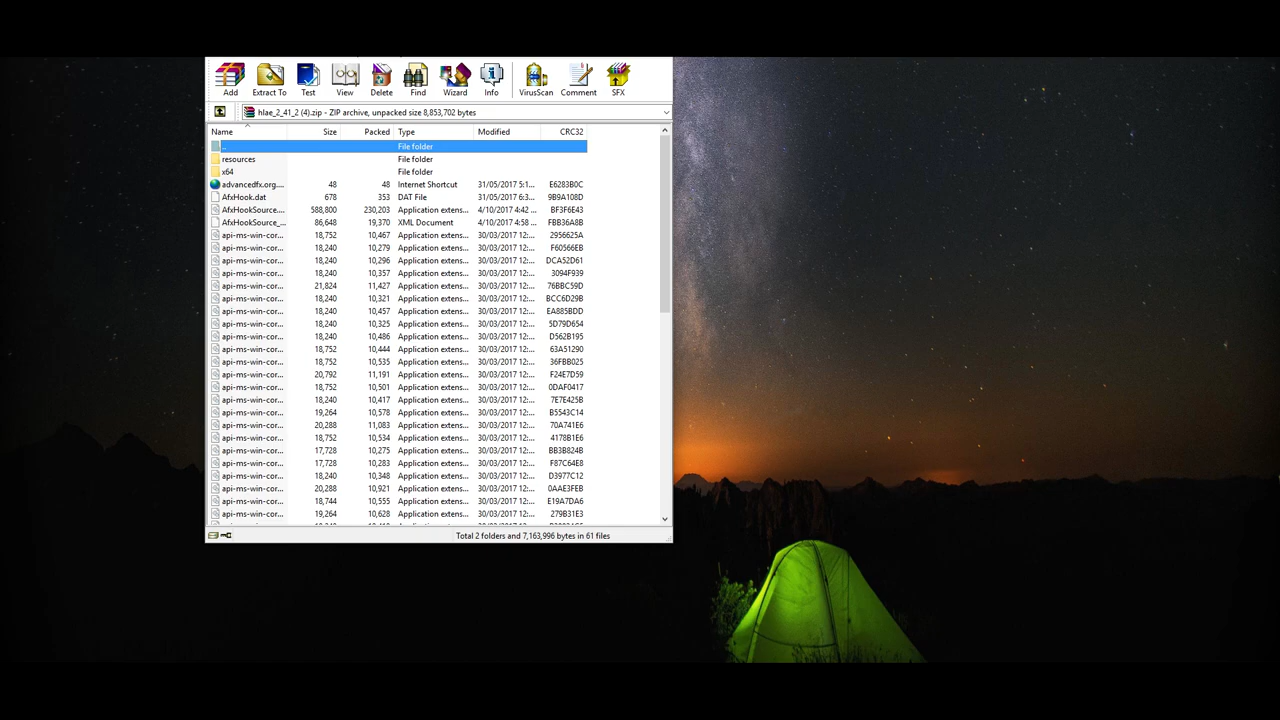 Add Extract To Test View Delete Find Wizard Info VirusScan Comment SFX
hlae_2_41_2 (4).zip - ZIP archive, unpacked size 8,853,702 bytes
Name Size Packed Type Modified CRC32
.. File folder
resources File folder
x64 File folder
advancedfx.org.... 48 48 Internet Shortcut 31/05/2017 5:1... E6283B0C
AfxHook.dat 678 353 DAT File 31/05/2017 6:3... 9B9A108D
AfxHookSource.... 588,800 230,203 Application extens... 4/10/2017 4:42 ... BF3F6E43
AfxHookSource_... 86,648 19,370 XML Document 4/10/2017 4:58 ... FBB36A8B
api-ms-win-cor... 18,752 10,467 Application extens... 30/03/2017 12:... 2956625A
api-ms-win-cor... 18,240 10,279 Application extens... 30/03/2017 12:... F60566EB
api-ms-win-cor... 18,240 10,296 Application extens... 30/03/2017 12:... DCA52D61
api-ms-win-cor... 18,240 10,357 Application extens... 30/03/2017 12:... 3094F939
api-ms-win-cor... 21,824 11,427 Application extens... 30/03/2017 12:... 76BBC59D
api-ms-win-cor... 18,240 10,321 Application extens... 30/03/2017 12:... BCC6D29B
api-ms-win-cor... 18,240 10,457 Application extens... 30/03/2017 12:... EA885BDD
api-ms-win-cor... 18,240 10,325 Application extens... 30/03/2017 12:... 5D79D654
api-ms-win-cor... 18,240 10,486 Application extens... 30/03/2017 12:... D562B195
api-ms-win-cor... 18,752 10,444 Application extens... 30/03/2017 12:... 63A51290
api-ms-win-cor... 18,752 10,535 Application extens... 30/03/2017 12:... 36FBB025
api-ms-win-cor... 20,792 11,191 Application extens... 30/03/2017 12:... F24E7D59
api-ms-win-cor... 18,752 10,501 Application extens... 30/03/2017 12:... 0DAF0417
api-ms-win-cor... 18,240 10,417 Application extens... 30/03/2017 12:... 7E7E425B
api-ms-win-cor... 19,264 10,578 Application extens... 30/03/2017 12:... B5543C14
api-ms-win-cor... 20,288 11,083 Application extens... 30/03/2017 12:... 70A741E6
api-ms-win-cor... 18,752 10,534 Application extens... 30/03/2017 12:... 4178B1E6
api-ms-win-cor... 17,728 10,275 Application extens... 30/03/2017 12:... BB3B824B
api-ms-win-cor... 17,728 10,283 Application extens... 30/03/2017 12:... F87C64E8
api-ms-win-cor... 18,240 10,348 Application extens... 30/03/2017 12:... D3977C12
api-ms-win-cor... 20,288 10,921 Application extens... 30/03/2017 12:... 0AAE3FEB
api-ms-win-cor... 18,744 10,555 Application extens... 30/03/2017 12:... E19A7DA6
api-ms-win-cor... 19,264 10,628 Application extens... 30/03/2017 12:... 279B31E3
Total 2 folders and 7,163,996 bytes in 61 files